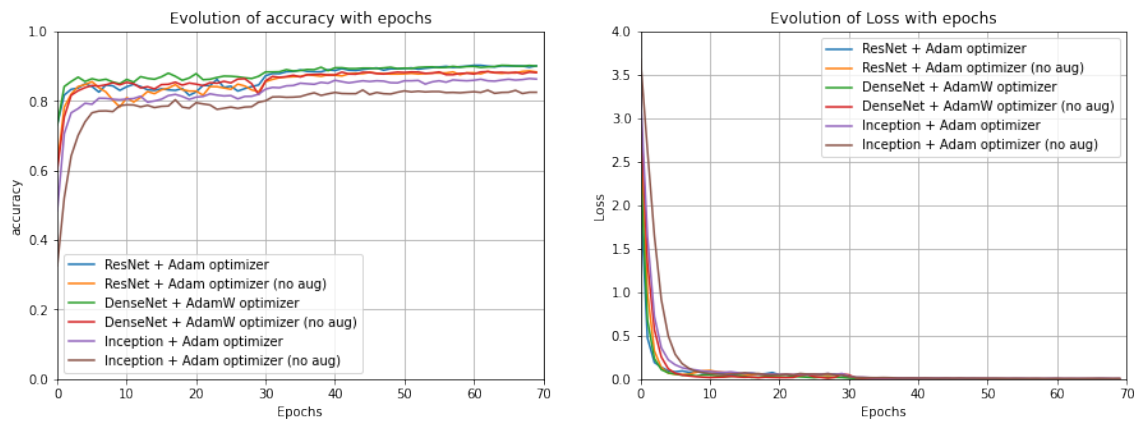 Evolution of accuracy with epochs
1.0
0.8
0.6
0.4
0.2
0.0
accuracy
ResNet + Adam optimizer
ResNet + Adam optimizer (no aug)
DenseNet + AdamW optimizer
DenseNet + AdamW optimizer (no aug)
Inception + Adam optimizer
Inception + Adam optimizer (no aug)
0 10 20 30 40 50 60 70
Epochs
Evolution of Loss with epochs
4.0
3.5
3.0
2.5
2.0
1.5
1.0
0.5
0.0
Loss
ResNet + Adam optimizer
ResNet + Adam optimizer (no aug)
DenseNet + AdamW optimizer
DenseNet + AdamW optimizer (no aug)
Inception + Adam optimizer
Inception + Adam optimizer (no aug)
0 10 20 30 40 50 60 70
Epochs